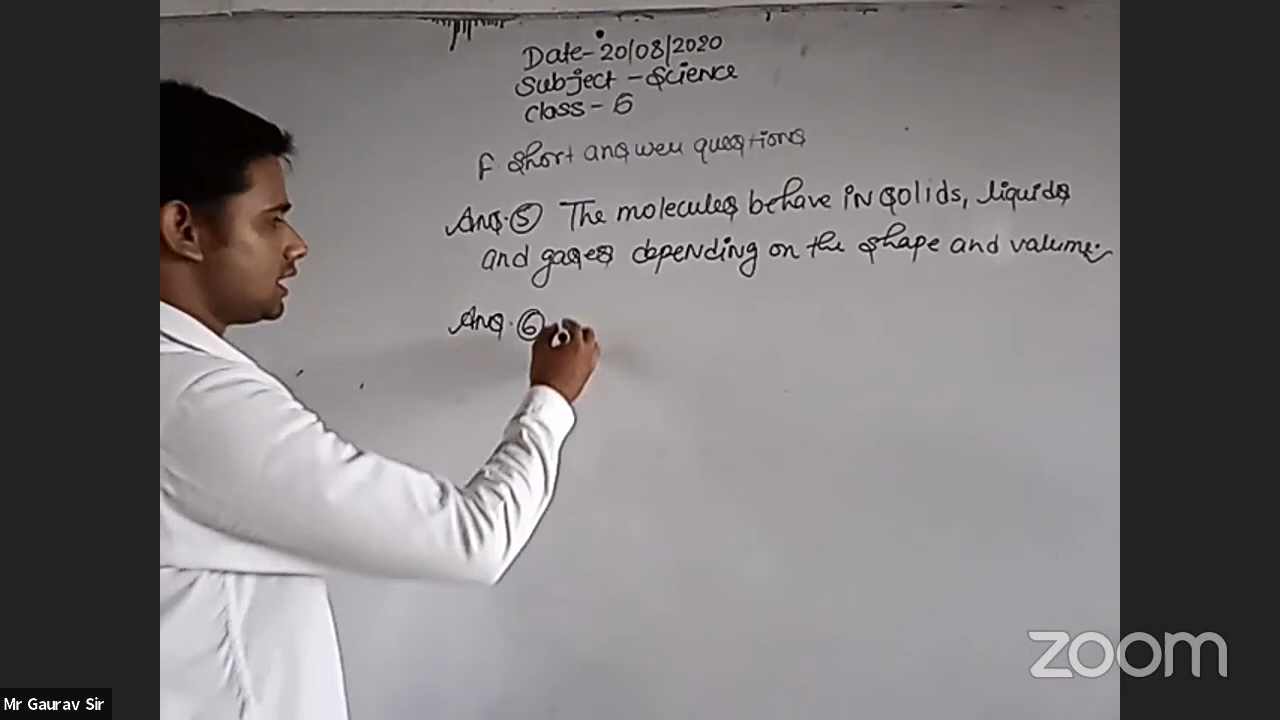 Date-20/08/2020
Subject-Science
Class-6
F Short answer questions
Ans.⑤ The molecules behave in solids, liquids
and gases depending on the shape and valume.
Ans.⑥
zoom
Mr Gaurav Sir